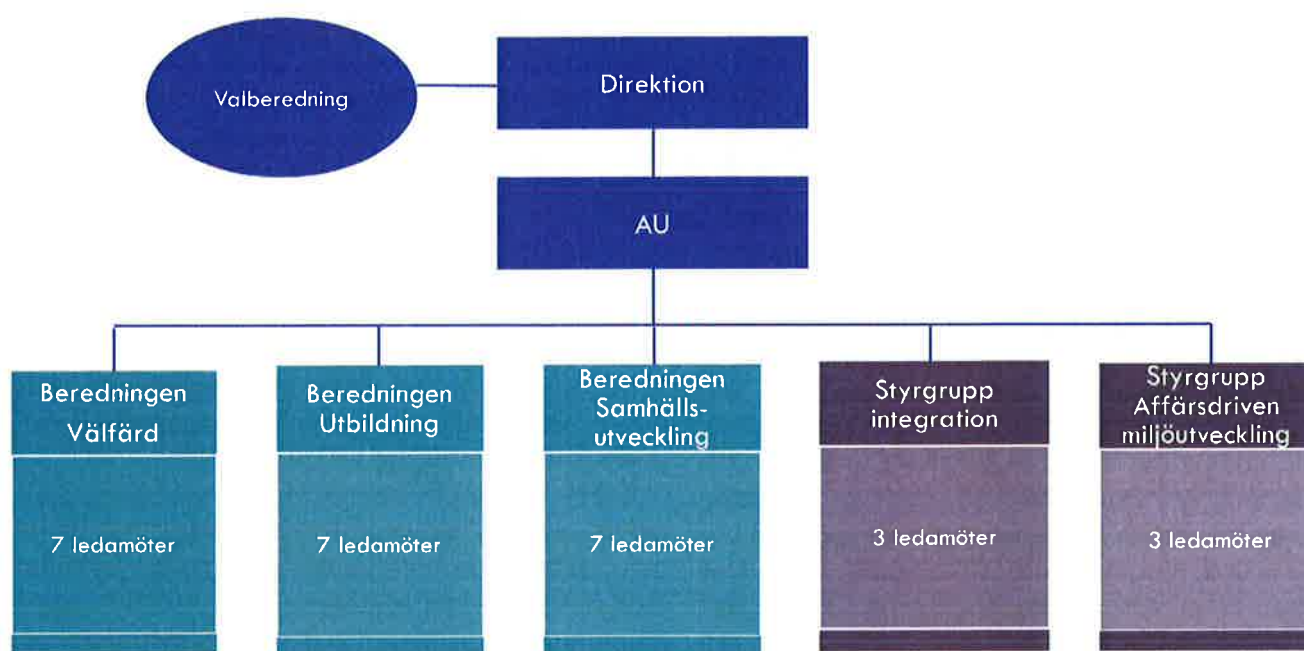 Valberedning
Direktion
AU
Beredningen
Välfärd
Beredningen
Utbildning
Beredningen
Samhälls-
utveckling
Styrgrupp
integration
Styrgrupp
Affärsdriven
miljöutveckling
7 ledamöter
7 ledamöter
7 ledamöter
3 ledamöter
3 ledamöter